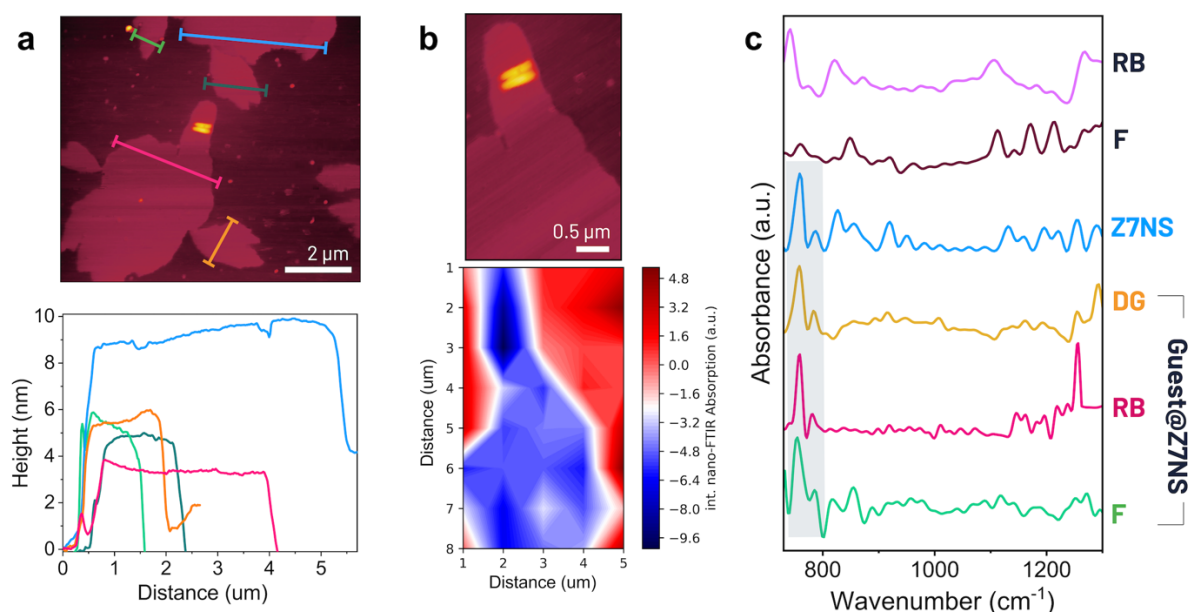 a
2 µm
Height (nm)
10
8
6
4
2
0
0 1 2 3 4 5
Distance (um)
b
0.5 µm
Distance (um)
1
2
3
4
5
6
7
8
1 2 3 4 5
Distance (um)
4.8
3.2
1.6
0.0
−1.6
−3.2
−4.8
−6.4
−8.0
−9.6
int. nano-FTIR Absorption (a.u.)
c
Absorbance (a.u.)
RB
F
Z7NS
DG
RB
F
Guest@Z7NS
800 1000 1200
Wavenumber (cm⁻¹)